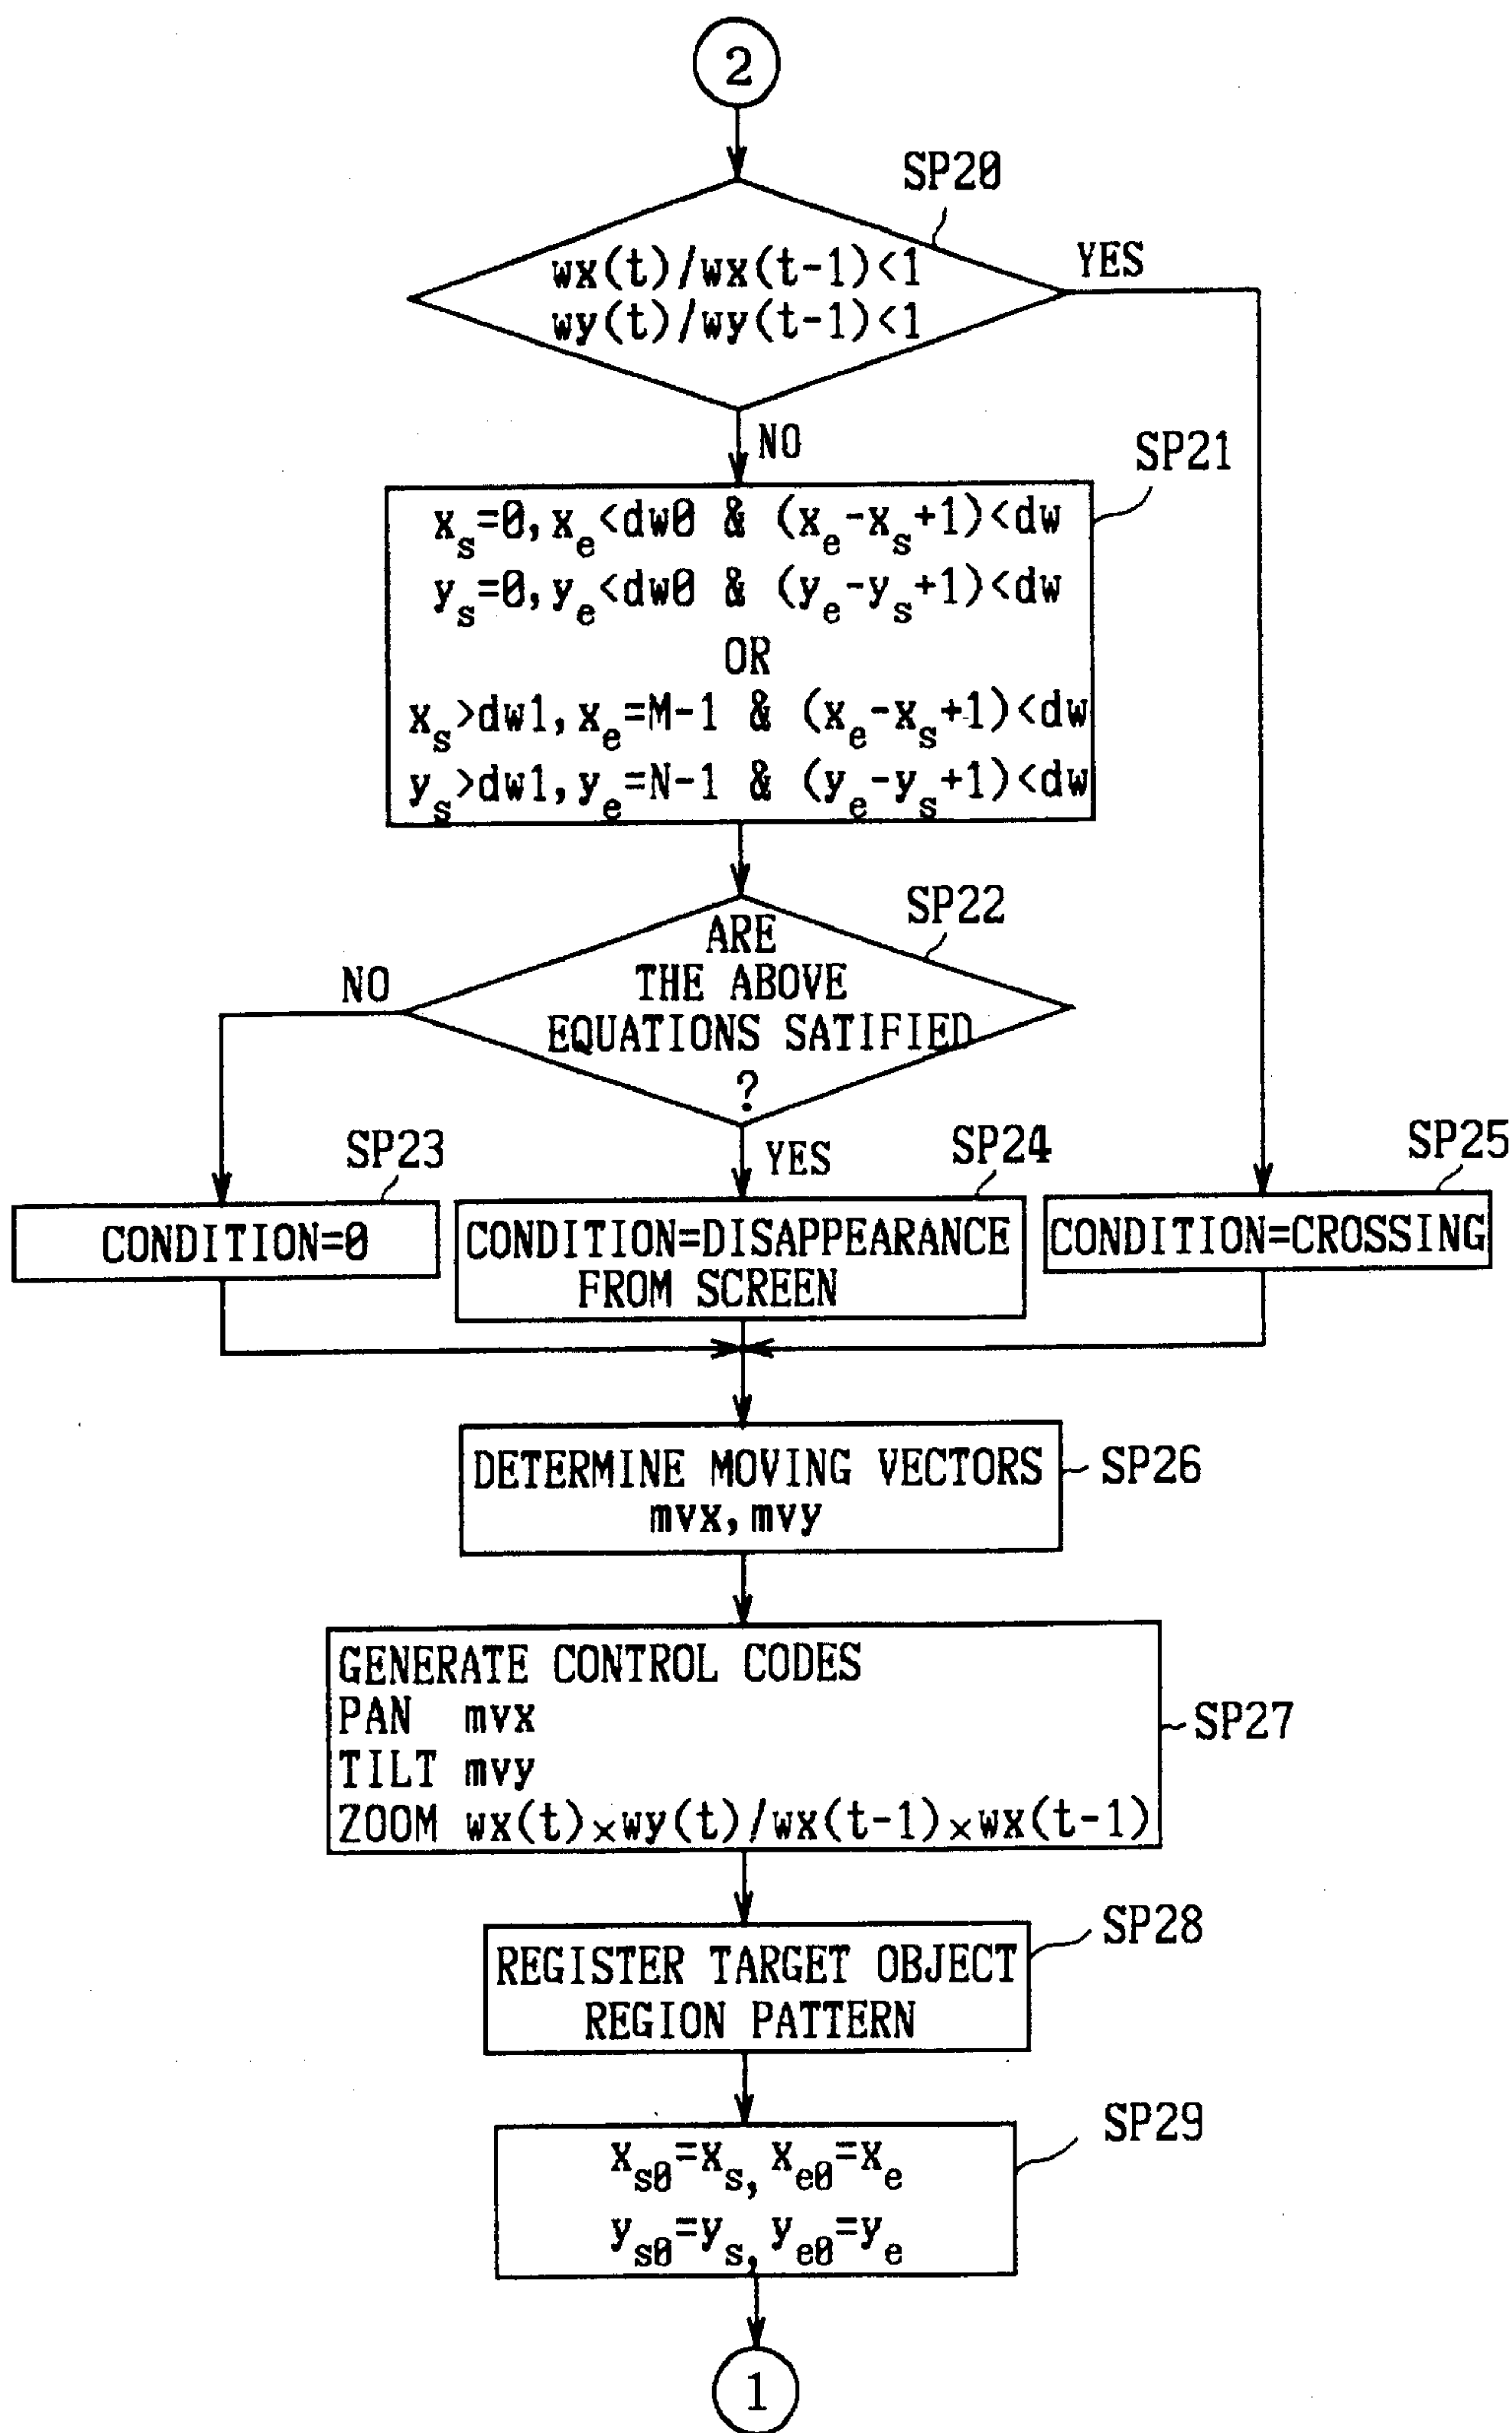 2
SP20
wx(t)/wx(t-1)<1
wy(t)/wy(t-1)<1
YES
NO
SP21
xs=0,xe<dw0 & (xe-xs+1)<dw
ys=0,ye<dw0 & (ye-ys+1)<dw
OR
xs>dw1,xe=M-1 & (xe-xs+1)<dw
ys>dw1,ye=N-1 & (ye-ys+1)<dw
SP22
ARE
THE ABOVE
EQUATIONS SATIFIED
?
NO
YES
SP23
CONDITION=0
SP24
CONDITION=DISAPPEARANCE
FROM SCREEN
SP25
CONDITION=CROSSING
DETERMINE MOVING VECTORS
mvx,mvy
SP26
GENERATE CONTROL CODES
PAN mvx
TILT mvy
ZOOM wx(t)×wy(t)/wx(t-1)×wx(t-1)
SP27
REGISTER TARGET OBJECT
REGION PATTERN
SP28
SP29
xs0=xs, xe0=xe
ys0=ys, ye0=ye
1